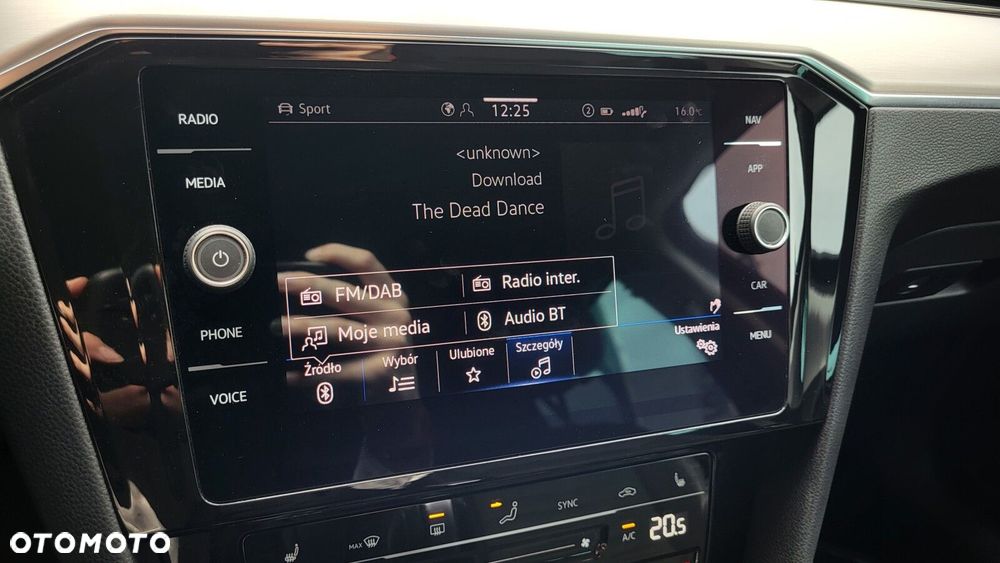 RADIO
MEDIA
PHONE
VOICE
Sport
12:25
2
16.0°C
<unknown>
Download
The Dead Dance
FM/DAB
Radio inter.
Moje media
Audio BT
Źródło
Wybór
Ulubione
Szczegóły
Ustawienia
NAV
APP
CAR
MENU
MAX
SYNC
A/C
20.5
OTOMOTO